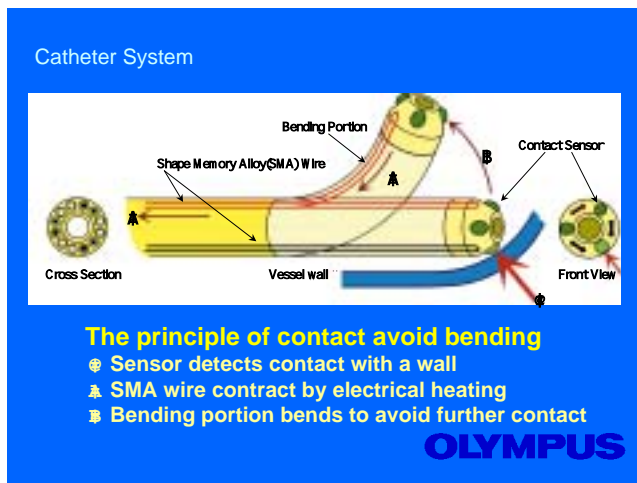 Catheter System
Bending Portion
Contact Sensor
Shape Memory Alloy(SMA) Wire
A
B
A
Cross Section
Vessel wall
Front View
The principle of contact avoid bending
Sensor detects contact with a wall
A SMA wire contract by electrical heating
B Bending portion bends to avoid further contact
OLYMPUS